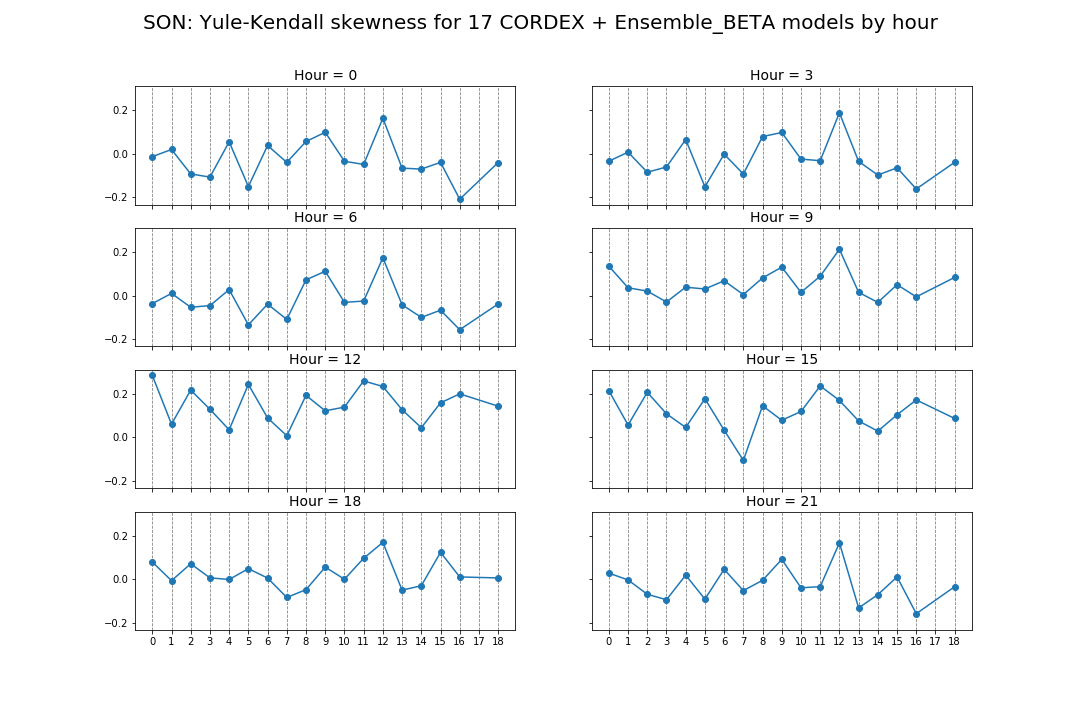 SON: Yule-Kendall skewness for 17 CORDEX + Ensemble_BETA models by hour
Hour = 0
Hour = 3
0.2
0.0
−0.2
Hour = 6
Hour = 9
0.2
0.0
−0.2
Hour = 12
Hour = 15
0.2
0.0
−0.2
Hour = 18
Hour = 21
0.2
0.0
−0.2
0 1 2 3 4 5 6 7 8 9 10 11 12 13 14 15 16 17 18
0 1 2 3 4 5 6 7 8 9 10 11 12 13 14 15 16 17 18